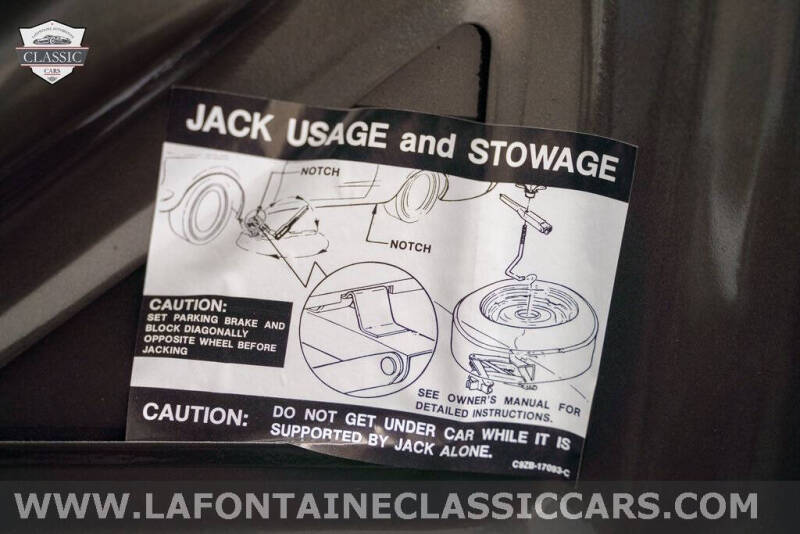 CLASSIC
CARS
JACK USAGE and STOWAGE
NOTCH
NOTCH
CAUTION:
SET PARKING BRAKE AND
BLOCK DIAGONALLY
OPPOSITE WHEEL BEFORE
JACKING
SEE OWNER'S MANUAL FOR
DETAILED INSTRUCTIONS.
CAUTION: DO NOT GET UNDER CAR WHILE IT IS
SUPPORTED BY JACK ALONE.
C9ZB-17093-C
WWW.LAFONTAINECLASSICCARS.COM